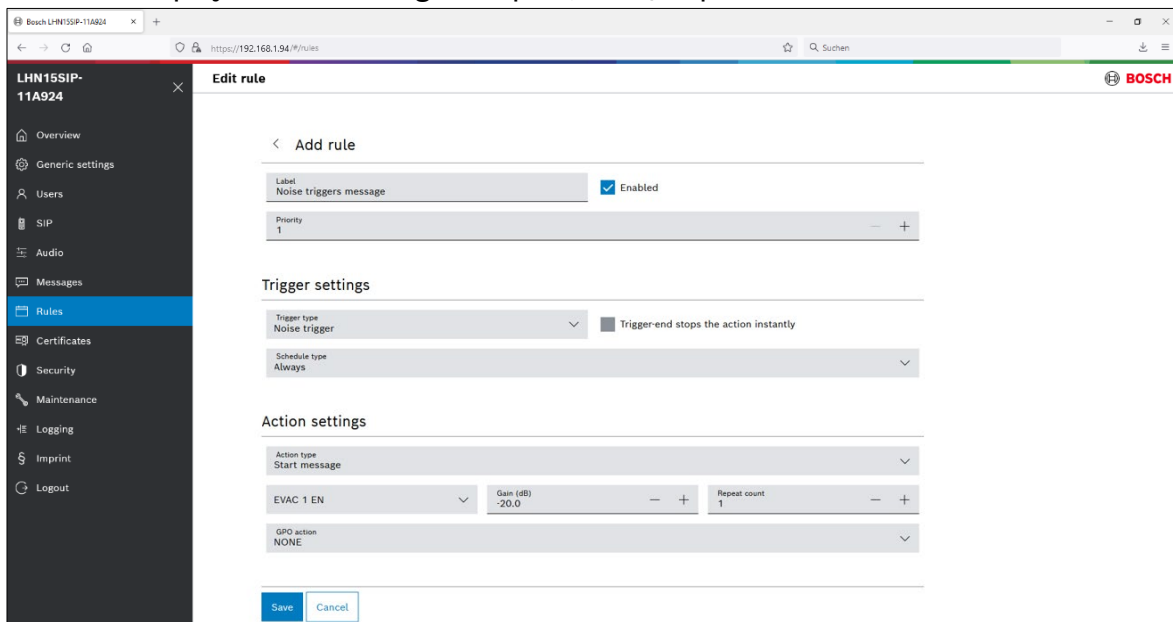 Bosch LHN15SIP-11A924
https://192.168.1.94/#/rules
Suchen
LHN15SIP-
11A924
Edit rule
BOSCH
Overview
Generic settings
Users
SIP
Audio
Messages
Rules
Certificates
Security
Maintenance
Logging
Imprint
Logout
Add rule
Label
Noise triggers message
Enabled
Priority
1
Trigger settings
Trigger type
Noise trigger
Trigger-end stops the action instantly
Schedule type
Always
Action settings
Action type
Start message
EVAC 1 EN
Gain (dB)
-20.0
Repeat count
1
GPO action
NONE
Save
Cancel